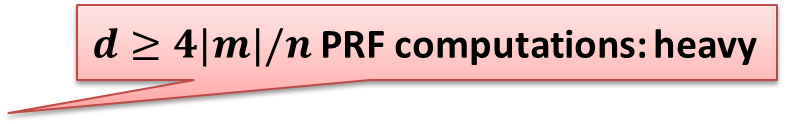 d ≥ 4|m|/n PRF computations: heavy